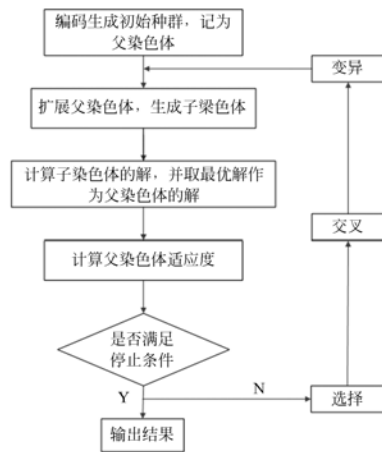 编码生成初始种群，记为
父染色体
变异
扩展父染色体，生成子梁色体
计算子染色体的解，并取最优解作
为父染色体的解
交叉
计算父染色体适应度
是否满足
停止条件
Y
N
选择
输出结果